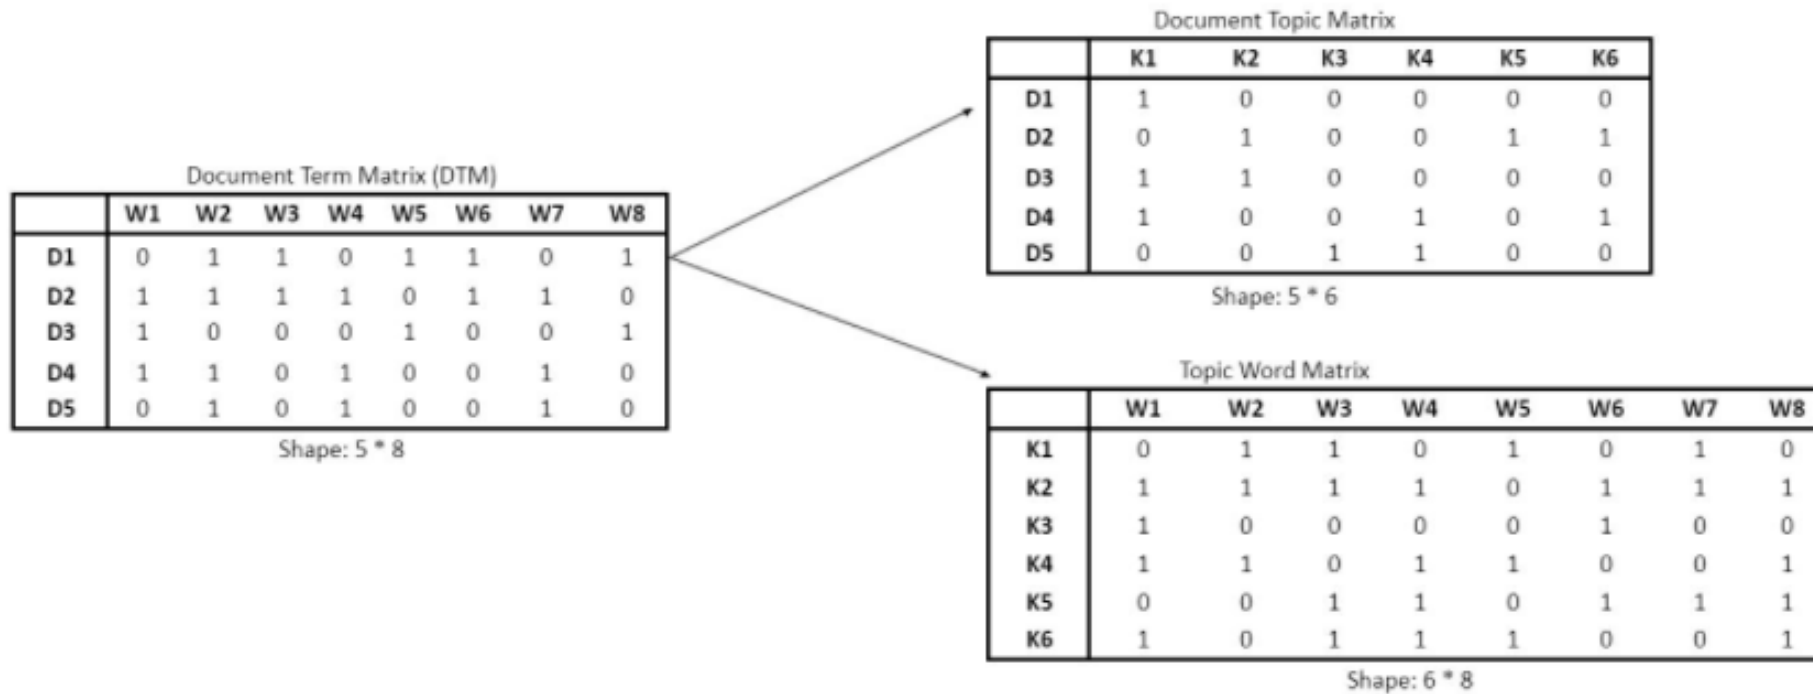 Document Term Matrix (DTM)
W1 W2 W3 W4 W5 W6 W7 W8
D1 0 1 1 0 1 1 0 1
D2 1 1 1 1 0 1 1 0
D3 1 0 0 0 1 0 0 1
D4 1 1 0 1 0 0 1 0
D5 0 1 0 1 0 0 1 0
Shape: 5 * 8
Document Topic Matrix
K1 K2 K3 K4 K5 K6
D1 1 0 0 0 0 0
D2 0 1 0 0 1 1
D3 1 1 0 0 0 0
D4 1 0 0 1 0 1
D5 0 0 1 1 0 0
Shape: 5 * 6
Topic Word Matrix
W1 W2 W3 W4 W5 W6 W7 W8
K1 0 1 1 0 1 0 1 0
K2 1 1 1 1 0 1 1 1
K3 1 0 0 0 0 1 0 0
K4 1 1 0 1 1 0 0 1
K5 0 0 1 1 0 1 1 1
K6 1 0 1 1 1 0 0 1
Shape: 6 * 8